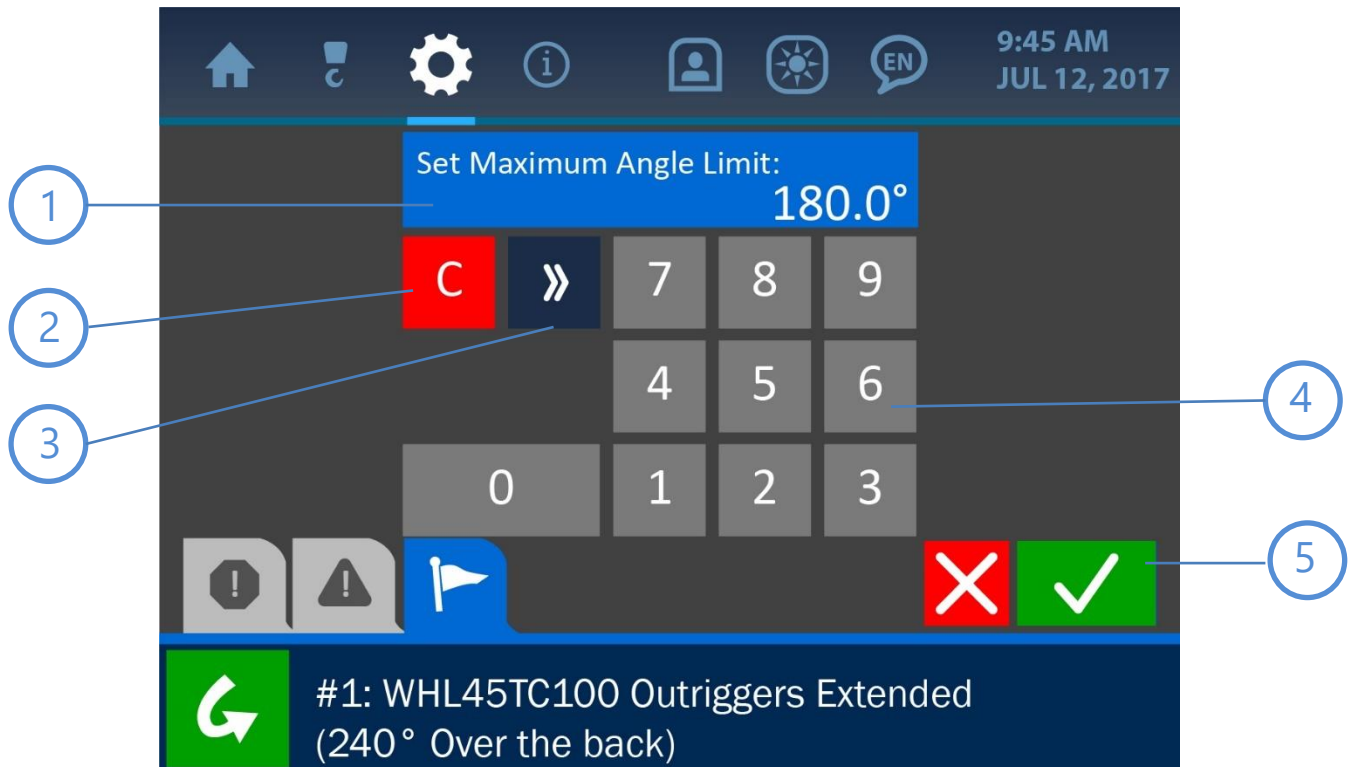 EN
9:45 AM
JUL 12, 2017
Set Maximum Angle Limit:
180.0°
1
C » 7 8 9
2
4 5 6
4
3
0 1 2 3
! !
5
#1: WHL45TC100 Outriggers Extended
(240° Over the back)